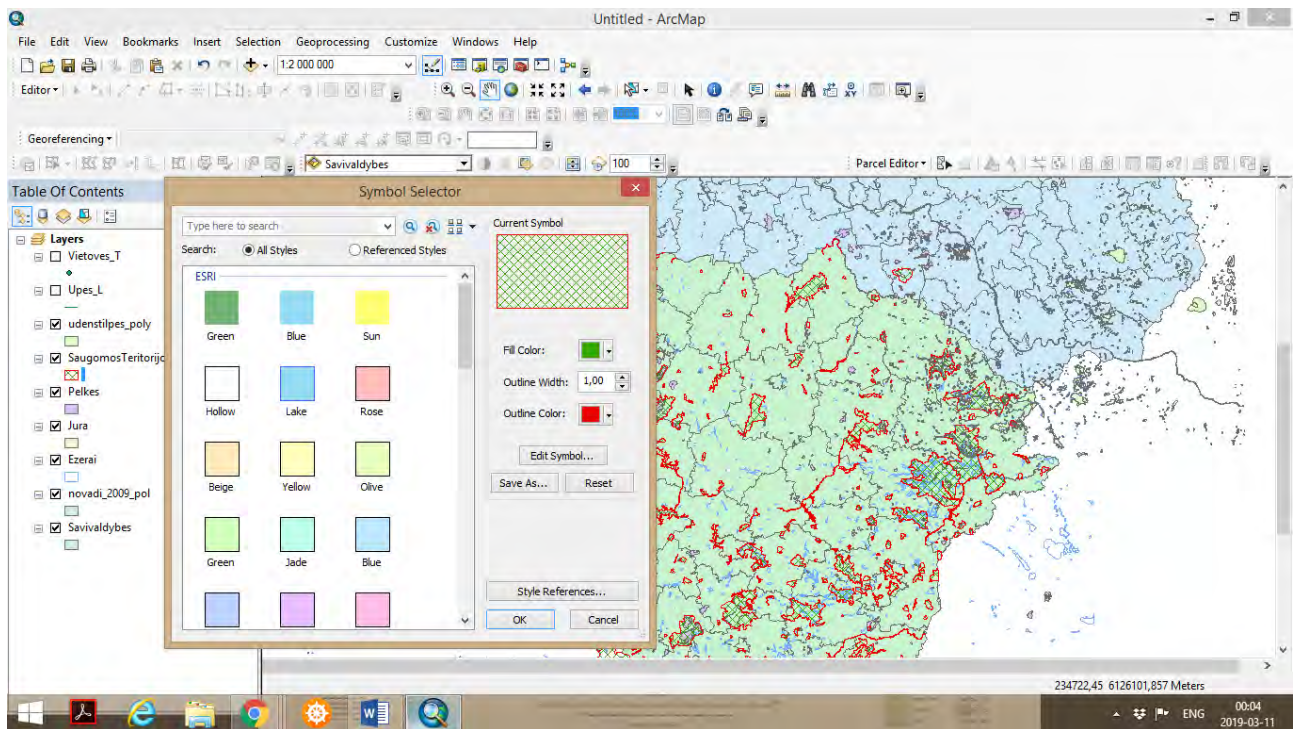 Untitled - ArcMap
File Edit View Bookmarks Insert Selection Geoprocessing Customize Windows Help
1:2 000 000
Editor
Georeferencing
Savivaldybes 100 Parcel Editor
Table Of Contents
Layers
Vietoves_T
Upes_L
udenstilpes_poly
SaugomosTeritorijo
Pelkes
Jura
Ezerai
novadi_2009_pol
Savivaldybes
Symbol Selector
Type here to search
Search: All Styles Referenced Styles
ESRI
Green Blue Sun
Hollow Lake Rose
Beige Yellow Olive
Green Jade Blue
Current Symbol
Fill Color:
Outline Width: 1,00
Outline Color:
Edit Symbol...
Save As... Reset
Style References...
OK Cancel
234722,45 6126101,857 Meters
ENG
00:04
2019-03-11